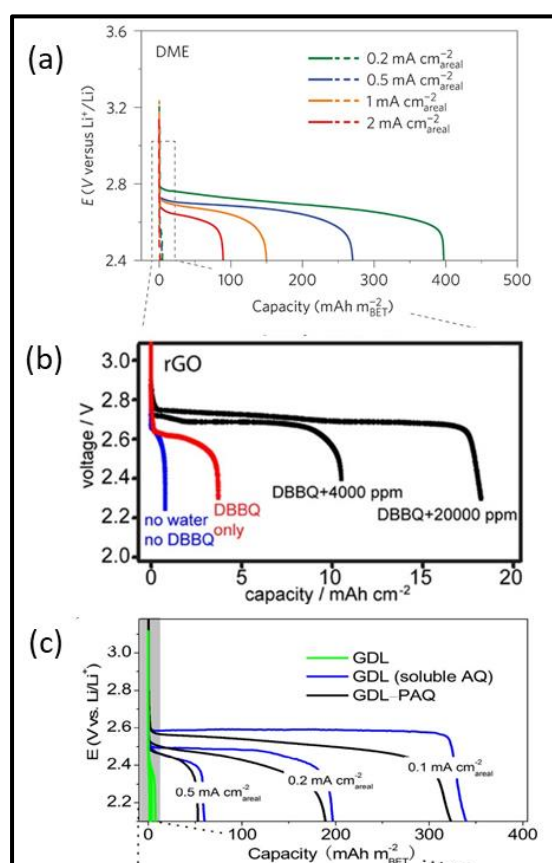 (a)
DME
0.2 mA cm⁻²areal
0.5 mA cm⁻²areal
1 mA cm⁻²areal
2 mA cm⁻²areal
E (V versus Li⁺/Li)
3.6
3.2
2.8
2.4
0 100 200 300 400 500
Capacity (mAh m⁻²BET)
(b)
rGO
voltage / V
3.0
2.8
2.6
2.4
2.2
2.0
no water
no DBBQ
DBBQ
only
DBBQ+4000 ppm
DBBQ+20000 ppm
0 5 10 15 20
capacity / mAh cm⁻²
(c)
GDL
GDL (soluble AQ)
GDL-PAQ
E (V vs. Li/Li⁺)
3.0
2.8
2.6
2.4
2.2
0.5 mA cm⁻²areal
0.2 mA cm⁻²areal
0.1 mA cm⁻²areal
0 100 200 300 400
Capacity (mAh m⁻²BET)